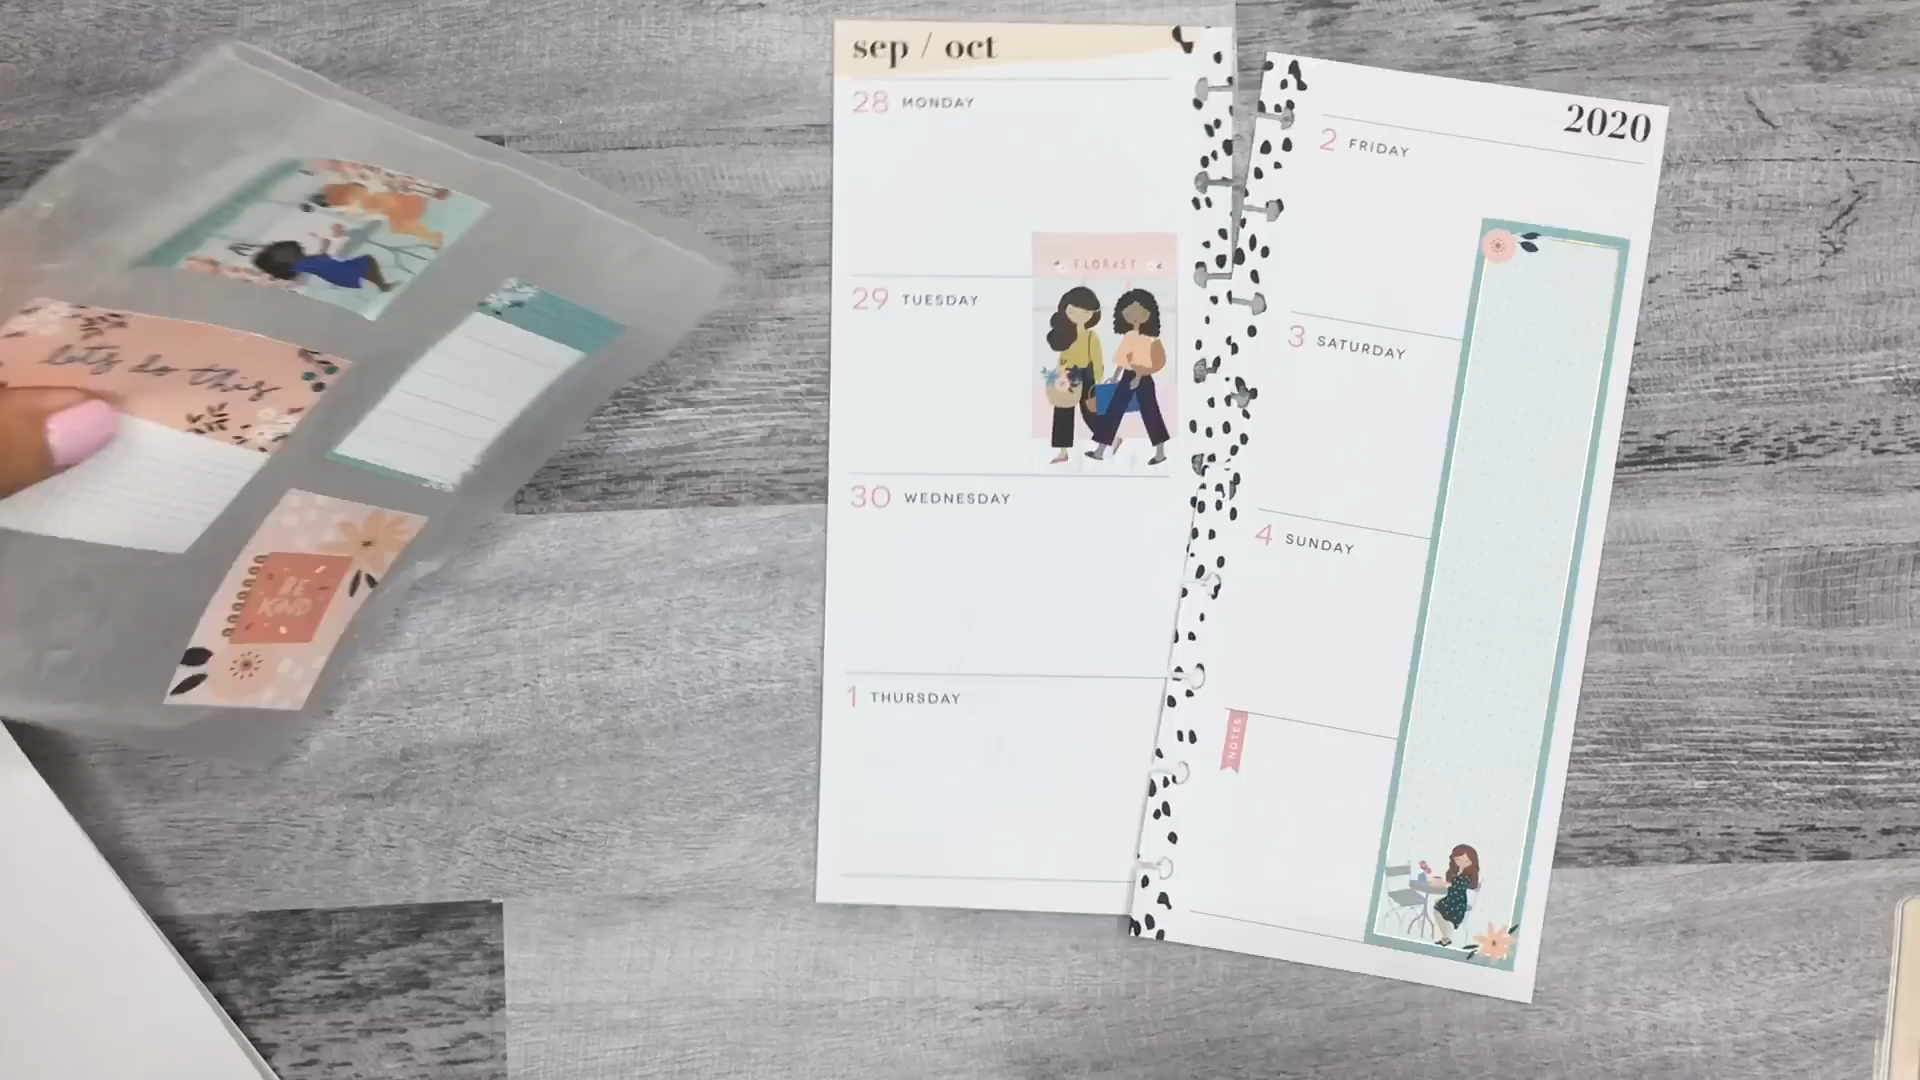 sep / oct
28 MONDAY
FLORIST
29 TUESDAY
30 WEDNESDAY
1 THURSDAY
2020
2 FRIDAY
3 SATURDAY
4 SUNDAY
NOTES
let's do this
BE
KIND